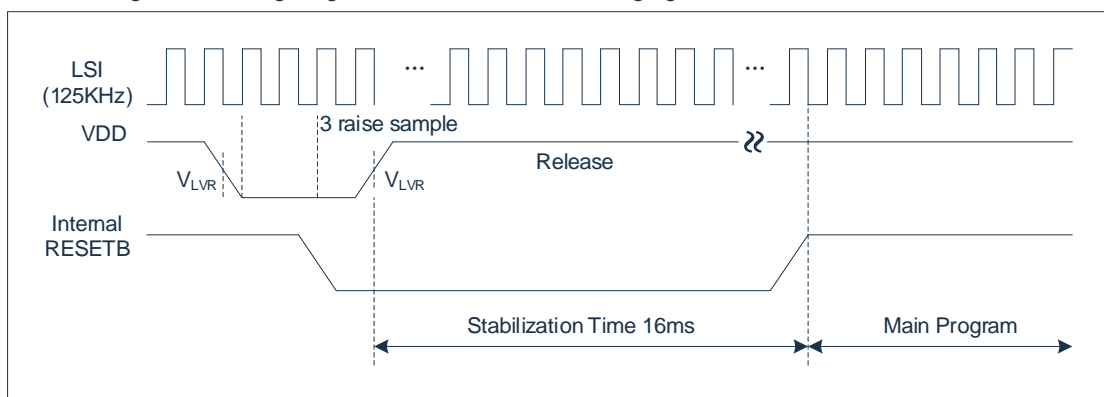 LSI
(125KHz)
...
...
VDD
3 raise sample
VLVR
VLVR
Release
Internal
RESETB
Stabilization Time 16ms
Main Program